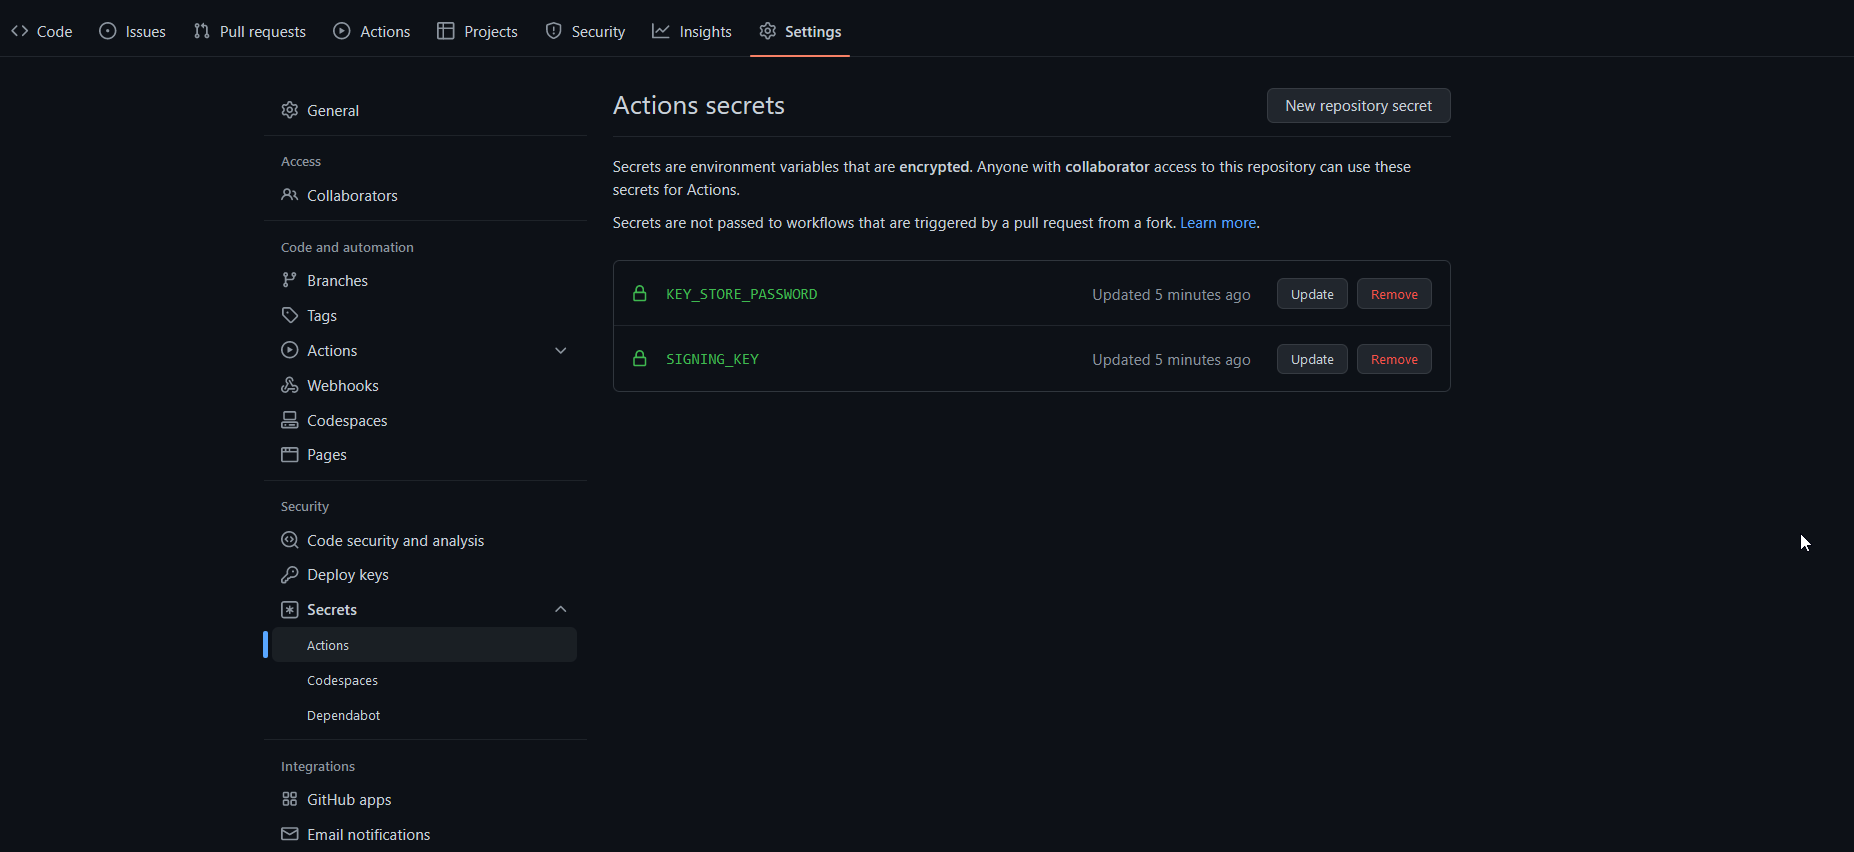 Code Issues Pull requests Actions Projects Security Insights Settings
General
Access
Collaborators
Code and automation
Branches
Tags
Actions
Webhooks
Codespaces
Pages
Security
Code security and analysis
Deploy keys
Secrets
Actions
Codespaces
Dependabot
Integrations
GitHub apps
Email notifications
Actions secrets
New repository secret
Secrets are environment variables that are encrypted. Anyone with collaborator access to this repository can use these
secrets for Actions.
Secrets are not passed to workflows that are triggered by a pull request from a fork. Learn more.
KEY_STORE_PASSWORD Updated 5 minutes ago Update Remove
SIGNING_KEY Updated 5 minutes ago Update Remove